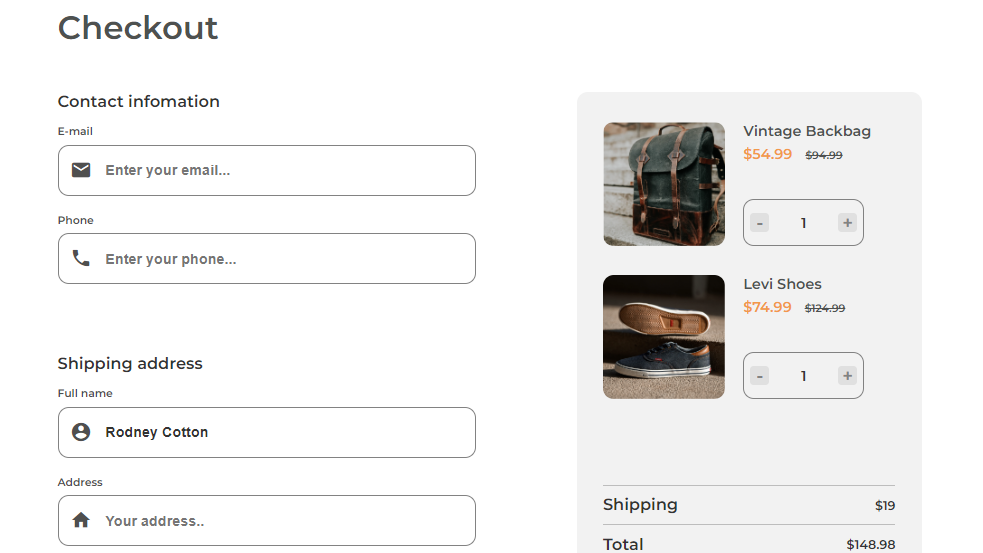 Checkout
Contact infomation
E-mail
Enter your email...
Phone
Enter your phone...
Shipping address
Full name
Rodney Cotton
Address
Your address..
Vintage Backbag
$54.99 $94.99
- 1 +
Levi Shoes
$74.99 $124.99
- 1 +
Shipping $19
Total $148.98